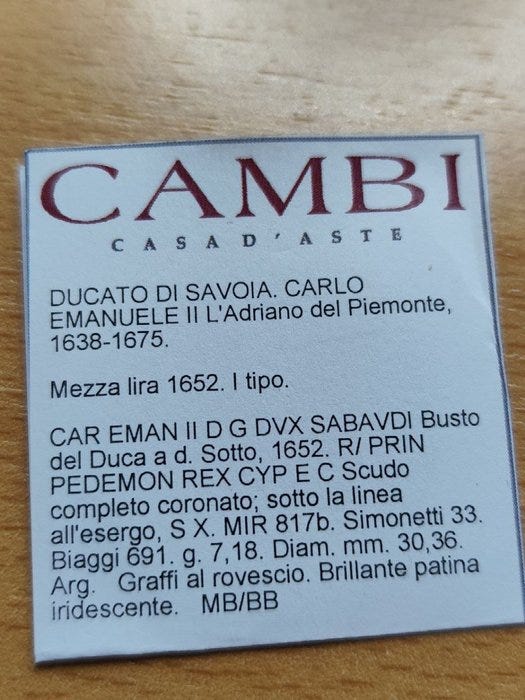 CAMBI
CASA D'ASTE
DUCATO DI SAVOIA. CARLO
EMANUELE II L'Adriano del Piemonte,
1638-1675.
Mezza lira 1652. I tipo.
CAR EMAN II D G DVX SABAVDI Busto
del Duca a d. Sotto, 1652. R/ PRIN
PEDEMON REX CYP E C Scudo
completo coronato; sotto la linea
all'esergo, S X. MIR 817b. Simonetti 33.
Biaggi 691. g. 7,18. Diam. mm. 30,36.
Arg. Graffi al rovescio. Brillante patina
iridescente. MB/BB